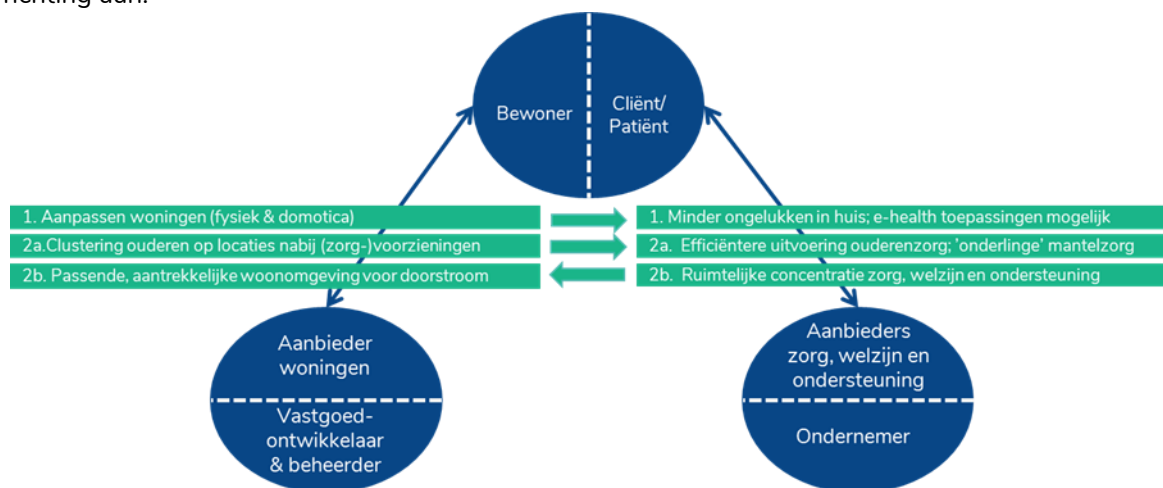 richting aan.
Bewoner
Cliënt/
Patiënt
1. Aanpassen woningen (fysiek & domotica)
1. Minder ongelukken in huis; e-health toepassingen mogelijk
2a.Clustering ouderen op locaties nabij (zorg-)voorzieningen
2a. Efficiëntere uitvoering ouderenzorg; 'onderlinge' mantelzorg
2b. Passende, aantrekkelijke woonomgeving voor doorstroom
2b. Ruimtelijke concentratie zorg, welzijn en ondersteuning
Aanbieder
woningen
Vastgoed-
ontwikkelaar
& beheerder
Aanbieders
zorg, welzijn en
ondersteuning
Ondernemer